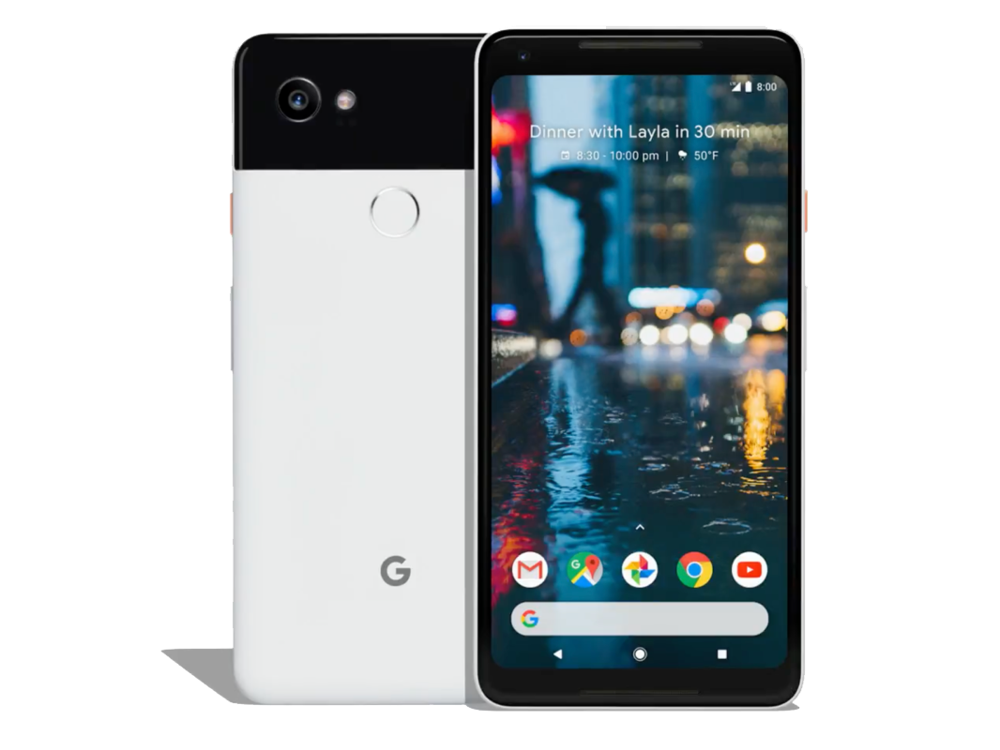 8:00
Dinner with Layla in 30 min
8:30 - 10:00 pm | 50°F
G
G
G